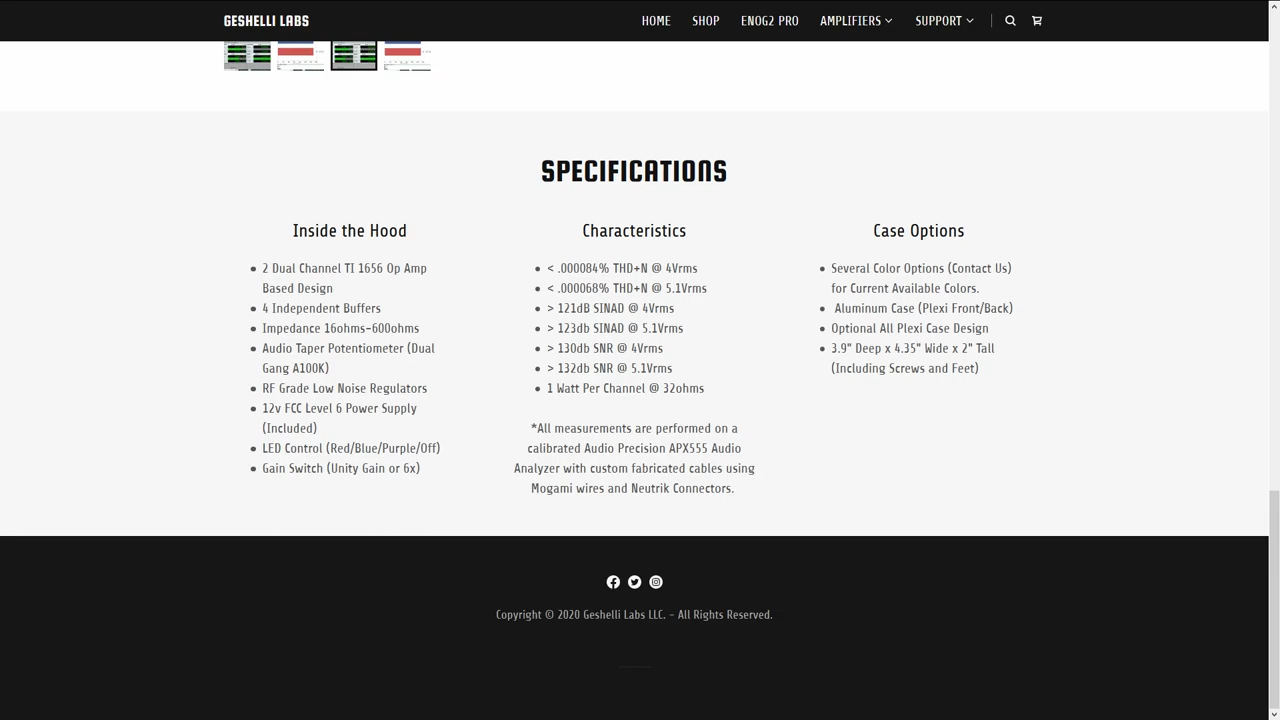 GESHELLI LABS
HOME SHOP ENOG2 PRO AMPLIFIERS SUPPORT
SPECIFICATIONS
Inside the Hood
2 Dual Channel TI 1656 Op Amp
Based Design
4 Independent Buffers
Impedance 16ohms-600ohms
Audio Taper Potentiometer (Dual
Gang A100K)
RF Grade Low Noise Regulators
12v FCC Level 6 Power Supply
(Included)
LED Control (Red/Blue/Purple/Off)
Gain Switch (Unity Gain or 6x)
Characteristics
< .000084% THD+N @ 4Vrms
< .000068% THD+N @ 5.1Vrms
> 121dB SINAD @ 4Vrms
> 123dB SINAD @ 5.1Vrms
> 130dB SNR @ 4Vrms
> 132dB SNR @ 5.1Vrms
1 Watt Per Channel @ 32ohms
*All measurements are performed on a
calibrated Audio Precision APX555 Audio
Analyzer with custom fabricated cables using
Mogami wires and Neutrik Connectors.
Case Options
Several Color Options (Contact Us)
for Current Available Colors.
Aluminum Case (Plexi Front/Back)
Optional All Plexi Case Design
3.9" Deep x 4.35" Wide x 2" Tall
(Including Screws and Feet)
Copyright © 2020 Geshelli Labs LLC. - All Rights Reserved.